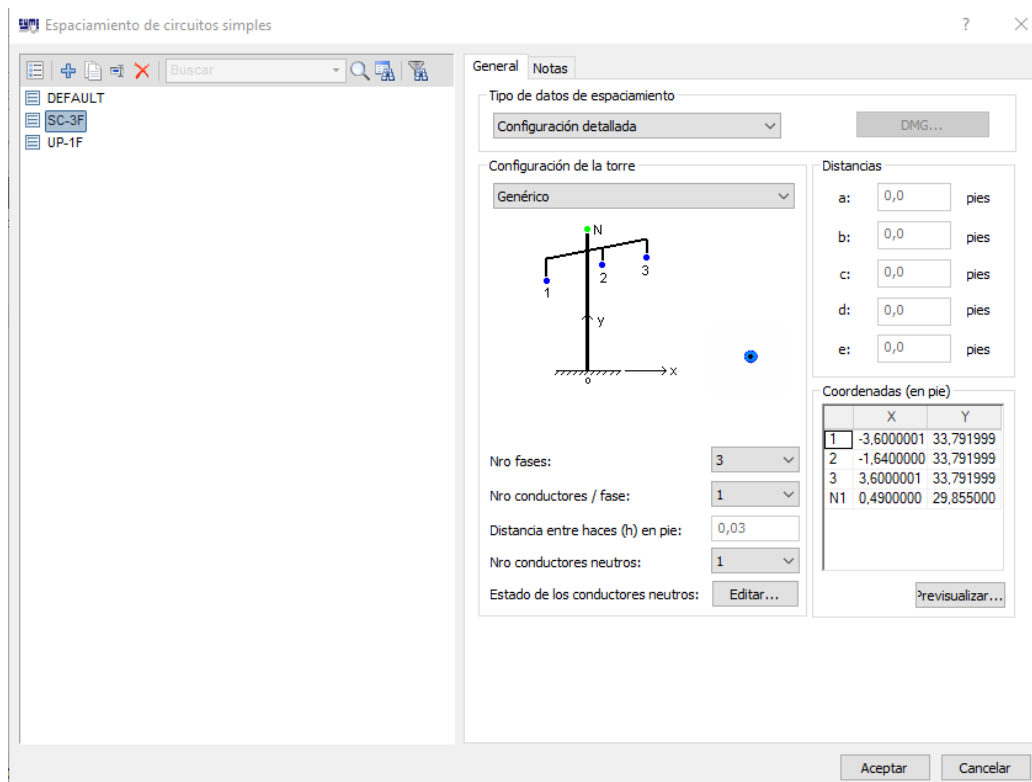 CYME Espaciamiento de circuitos simples ?
Buscar
DEFAULT
SC-3F
UP-1F
General Notas
Tipo de datos de espaciamiento
Configuración detallada DMG...
Configuración de la torre
Genérico
N
1 2 3
y
x
o
Nro fases: 3
Nro conductores / fase: 1
Distancia entre haces (h) en pie: 0,03
Nro conductores neutros: 1
Estado de los conductores neutros: Editar...
Distancias
a: 0,0 pies
b: 0,0 pies
c: 0,0 pies
d: 0,0 pies
e: 0,0 pies
Coordenadas (en pie)
X Y
1 -3,6000001 33,791999
2 -1,6400000 33,791999
3 3,6000001 33,791999
N1 0,4900000 29,855000
Previsualizar...
Aceptar Cancelar